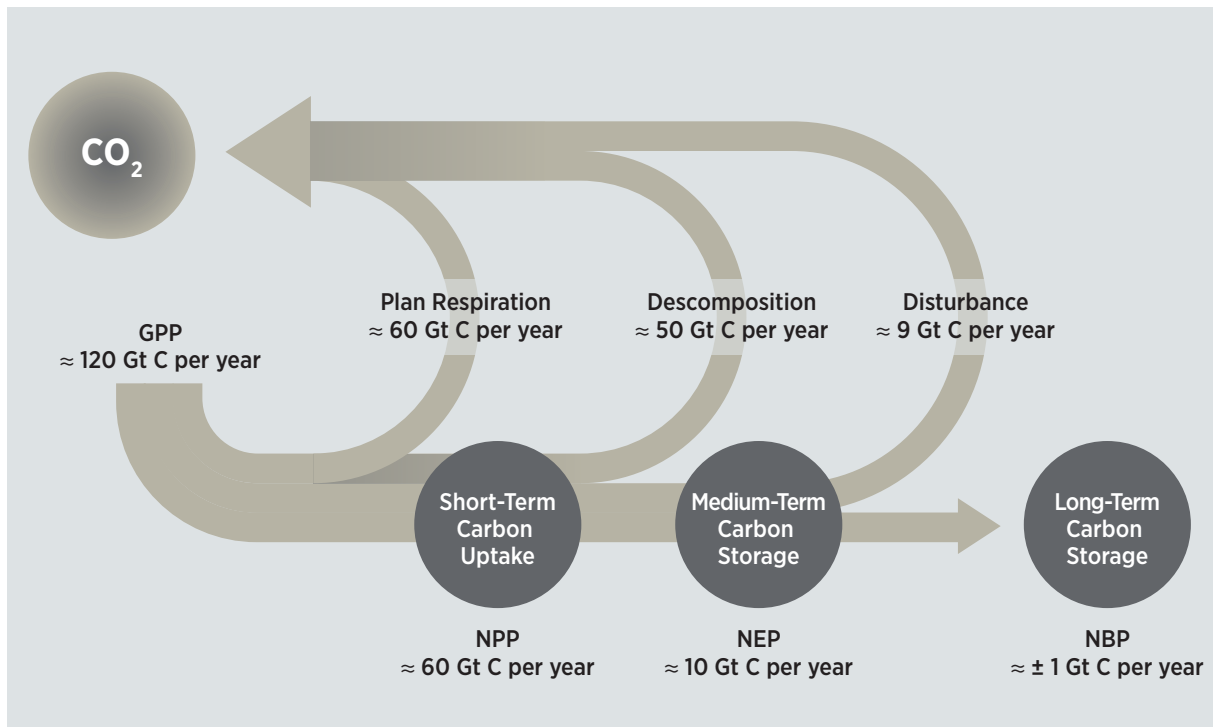 CO₂
Plan Respiration
≈ 60 Gt C per year
Descomposition
≈ 50 Gt C per year
Disturbance
≈ 9 Gt C per year
GPP
≈ 120 Gt C per year
Short-Term
Carbon
Uptake
Medium-Term
Carbon
Storage
Long-Term
Carbon
Storage
NPP
≈ 60 Gt C per year
NEP
≈ 10 Gt C per year
NBP
≈ ± 1 Gt C per year